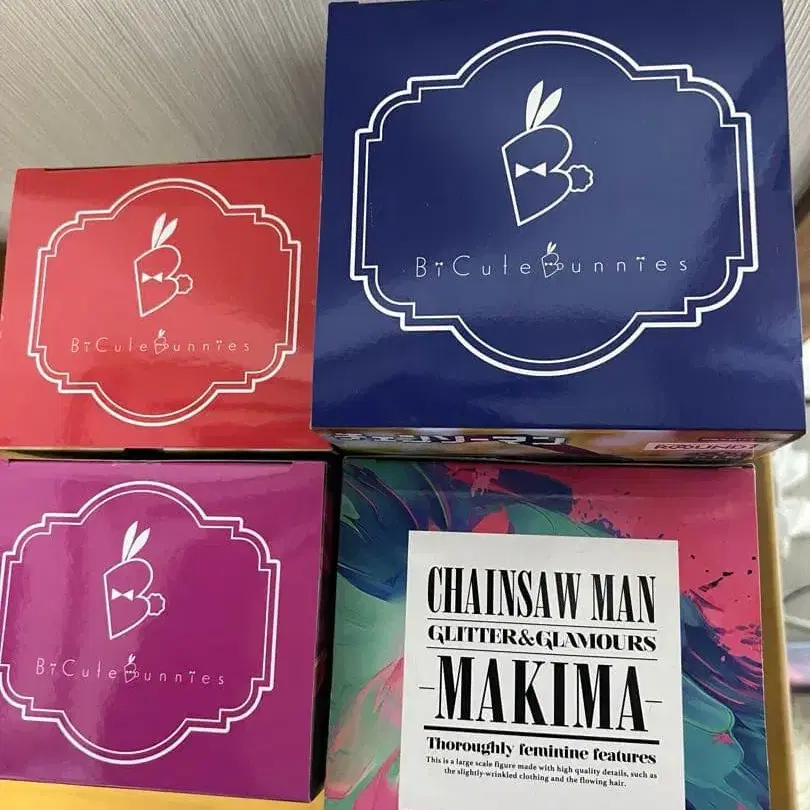 BiCute Bunnies
BiCute Bunnies
BiCute Bunnies
CHAINSAW MAN
GLITTER&GLAMOURS
-MAKIMA-
Thoroughly feminine features
This is a large scale figure made with high quality details, such as
the slightly-wrinkled clothing and the flowing hair.